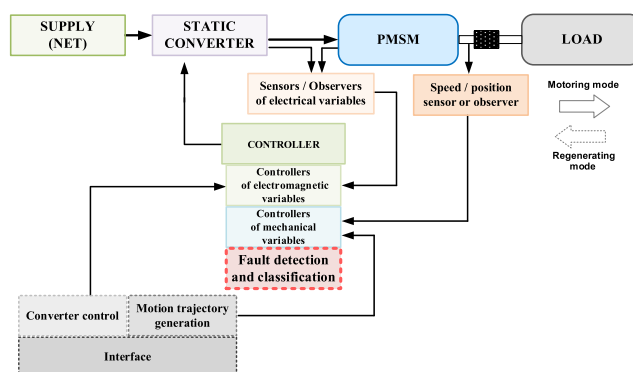 SUPPLY
(NET)
STATIC
CONVERTER
PMSM
LOAD
Sensors / Observers
of electrical variables
Speed / position
sensor or observer
Motoring mode
Regenerating
mode
CONTROLLER
Controllers
of electromagnetic
variables
Controllers
of mechanical
variables
Fault detection
and classification
Converter control
Motion trajectory
generation
Interface